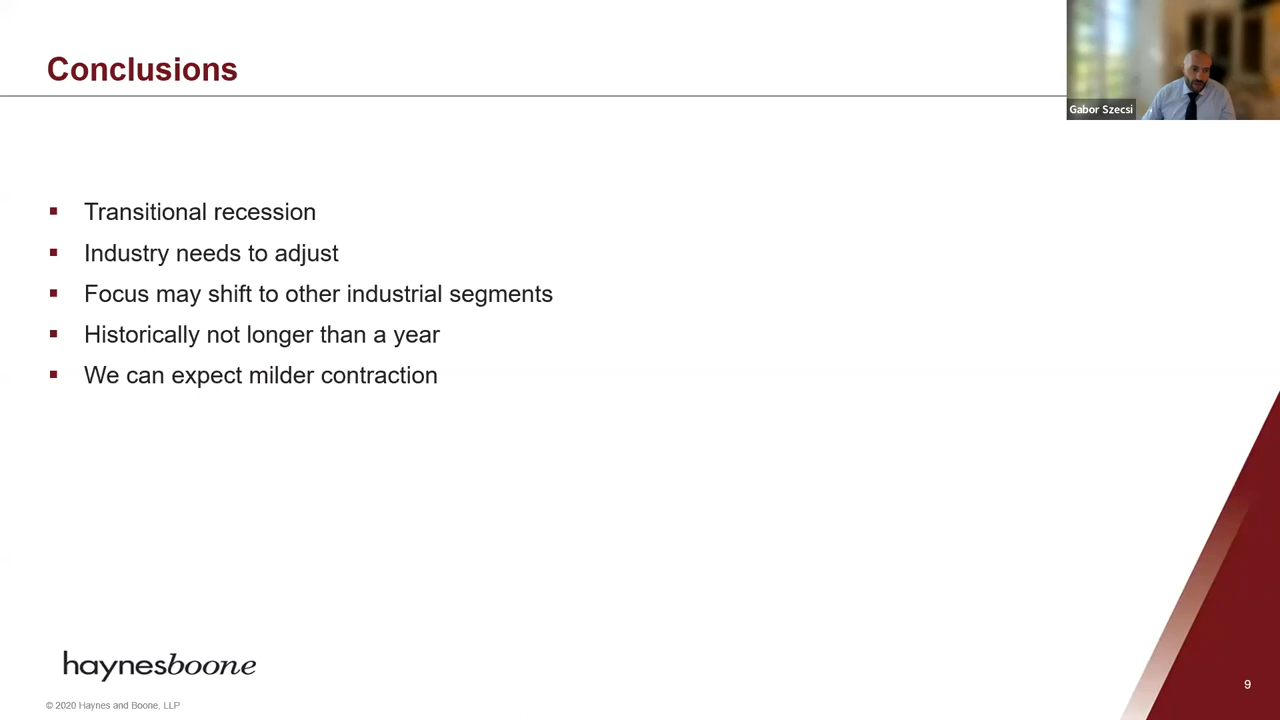 Conclusions
Gabor Szecsi
▪ Transitional recession
▪ Industry needs to adjust
▪ Focus may shift to other industrial segments
▪ Historically not longer than a year
▪ We can expect milder contraction
haynesboone
© 2020 Haynes and Boone, LLP
9